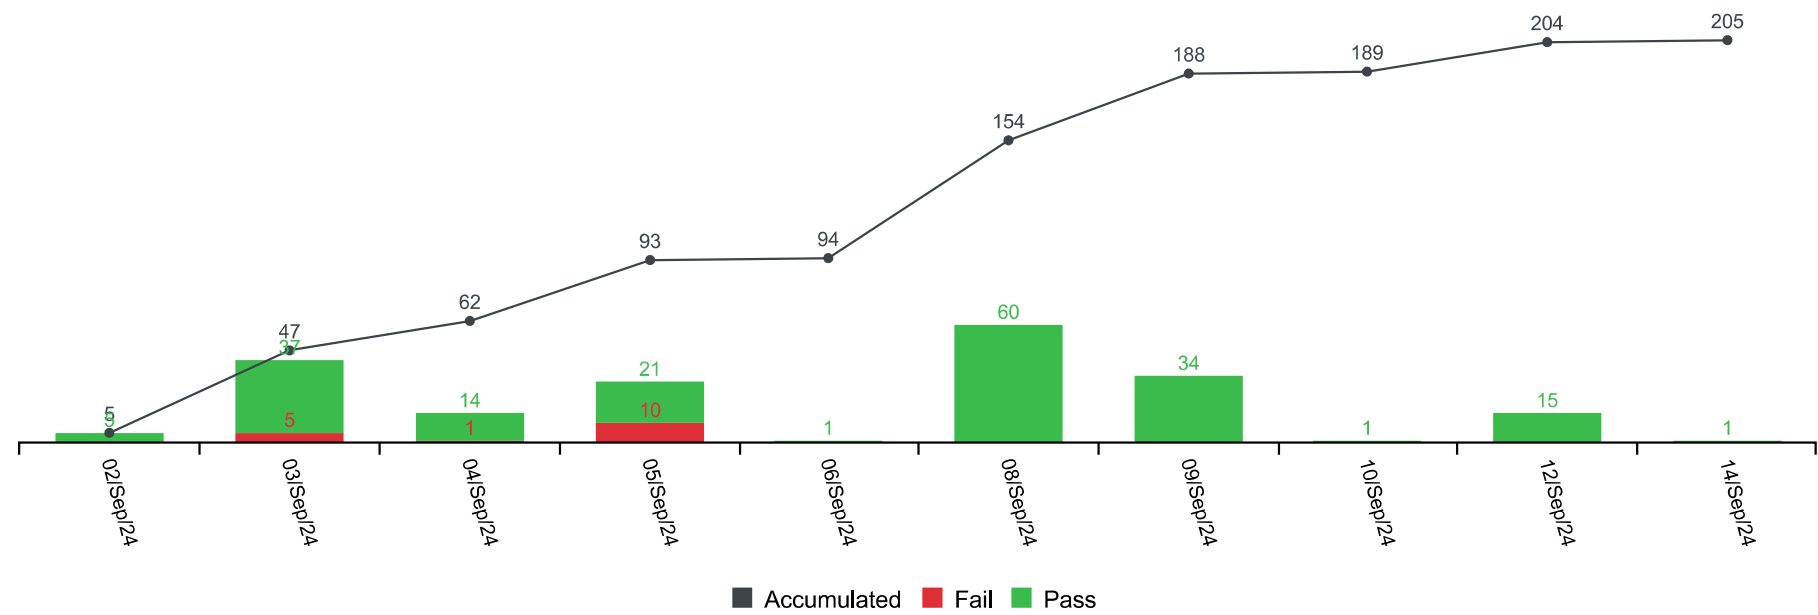 205
204
188
189
154
93
94
62
47
37
5
5
5
14
1
21
10
1
60
34
1
15
1
02/Sep/24
03/Sep/24
04/Sep/24
05/Sep/24
06/Sep/24
08/Sep/24
09/Sep/24
10/Sep/24
12/Sep/24
14/Sep/24
Accumulated Fail Pass